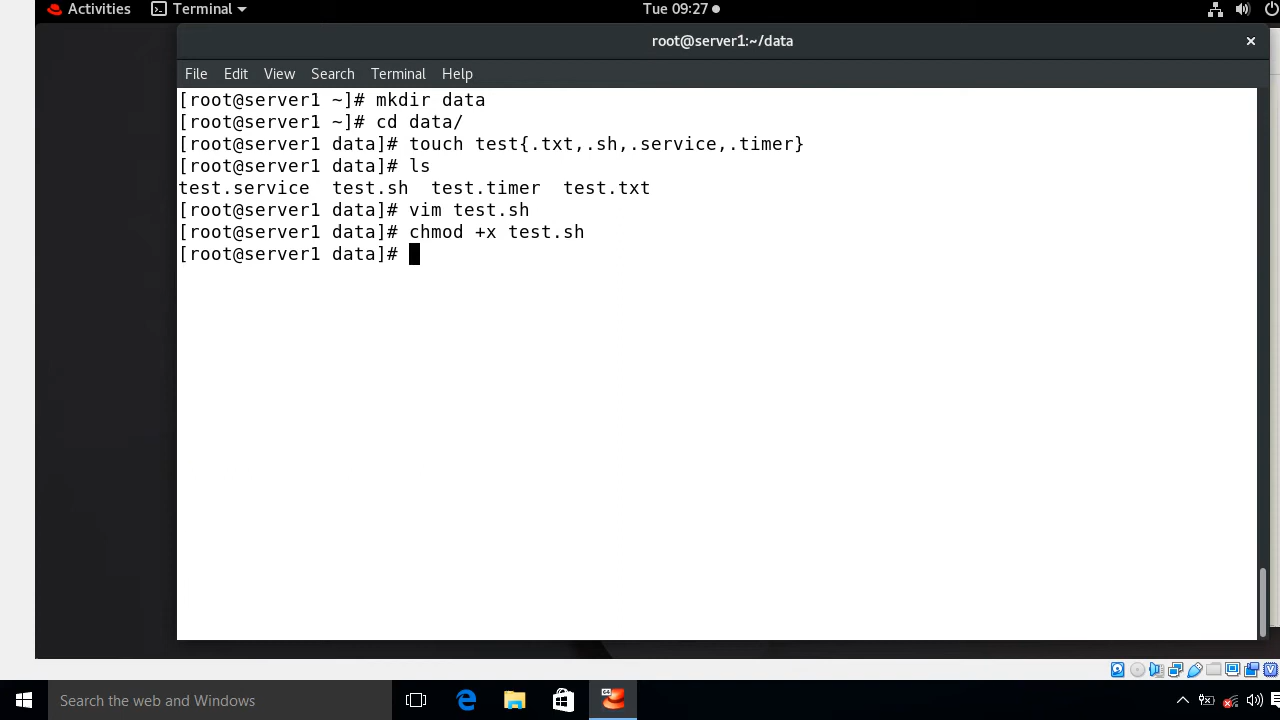 Activities Terminal Tue 09:27
root@server1:~/data ×
File Edit View Search Terminal Help
[root@server1 ~]# mkdir data
[root@server1 ~]# cd data/
[root@server1 data]# touch test{.txt,.sh,.service,.timer}
[root@server1 data]# ls
test.service  test.sh  test.timer  test.txt
[root@server1 data]# vim test.sh
[root@server1 data]# chmod +x test.sh
[root@server1 data]#
Search the web and Windows